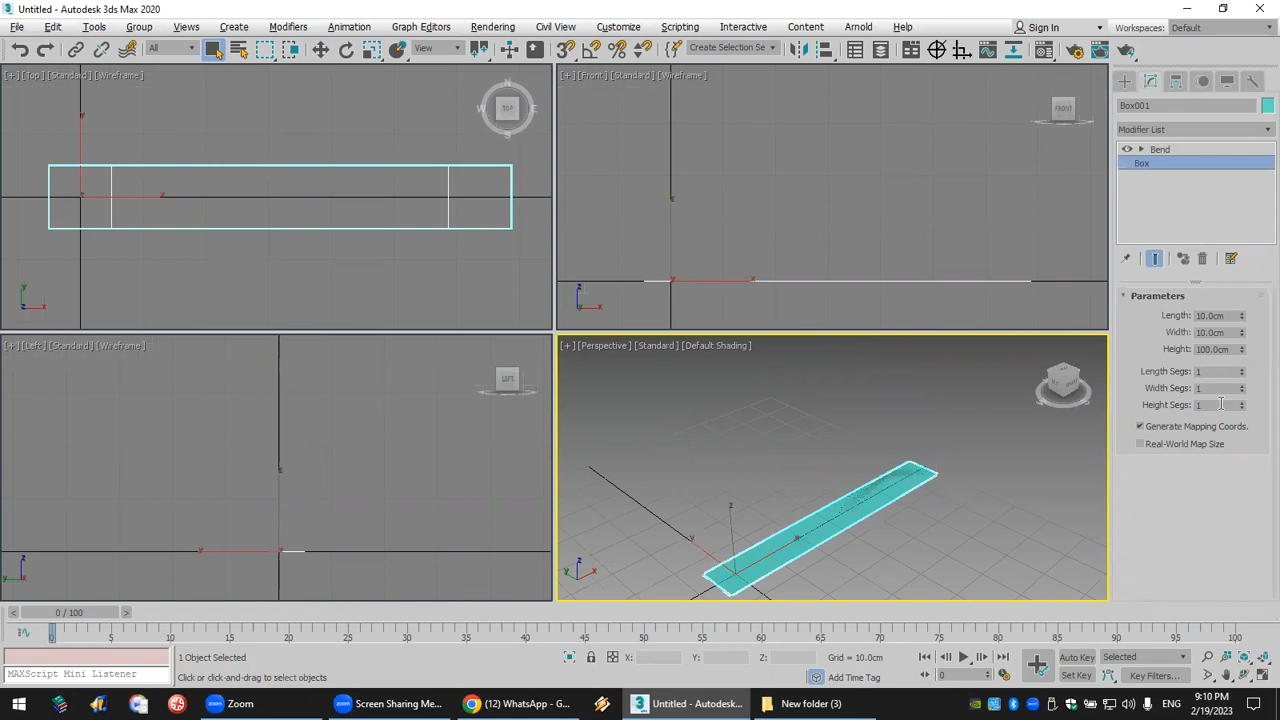 Untitled - Autodesk 3ds Max 2020
File Edit Tools Group Views Create Modifiers Animation Graph Editors Rendering Civil View Customize Scripting Interactive Content Arnold Help Sign In Workspaces: Default
All View Create Selection Se
[+] [Top] [Standard] [Wireframe]
[+] [Front] [Standard] [Wireframe]
N
W TOP E
FRONT
Box001
Modifier List
Bend
Box
y
x
z
Parameters
Length: 10.0cm
Width: 10.0cm
Height: 100.0cm
Length Segs: 1
Width Segs: 1
Height Segs: 1
Generate Mapping Coords.
Real-World Map Size
[+] [Left] [Standard] [Wireframe]
[+] [Perspective] [Standard] [Default Shading]
LEFT
0 / 100
0 5 10 15 20 25 30 35 40 45 50 55 60 65 70 75 80 85 90 95 100
1 Object Selected
X: Y: Z: Grid = 10.0cm
Auto Key Selected
MAXScript Mini Listener
Click or click-and-drag to select objects
Add Time Tag
0
Set Key Key Filters...
Zoom
Screen Sharing Me...
(12) WhatsApp - G...
Untitled - Autodes...
New folder (3)
9:10 PM
2/19/2023